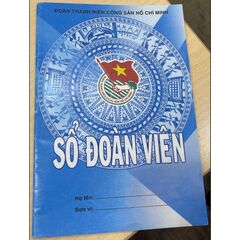 ĐOÀN THANH NIÊN CỘNG SẢN HỒ CHÍ MINH
SỔ ĐOÀN VIÊN
Họ tên:
Đơn vị: